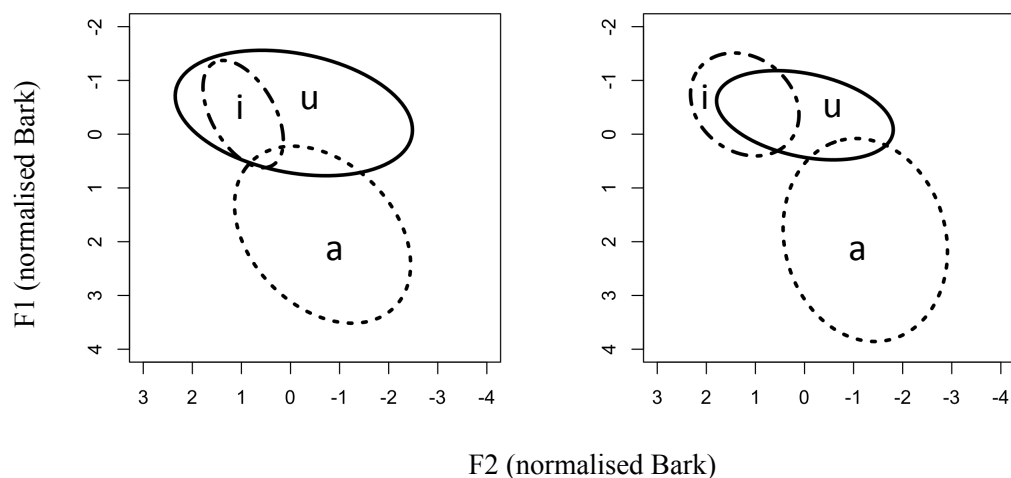 -2 -2
-1 -1
i u i u
0 0
1 1
2 a 2 a
3 3
4 4
3 2 1 0 -1 -2 -3 -4 3 2 1 0 -1 -2 -3 -4
F1 (normalised Bark)
F2 (normalised Bark)